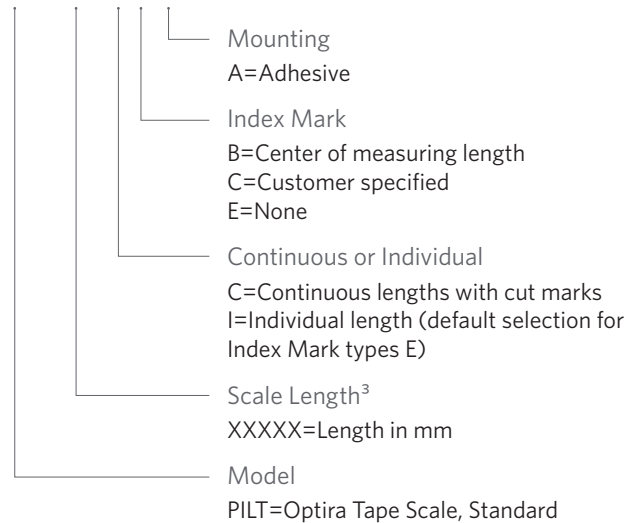 Mounting
A=Adhesive
Index Mark
B=Center of measuring length
C=Customer specified
E=None
Continuous or Individual
C=Continuous lengths with cut marks
I=Individual length (default selection for
Index Mark types E)
Scale Length³
XXXXX=Length in mm
Model
PILT=Optira Tape Scale, Standard